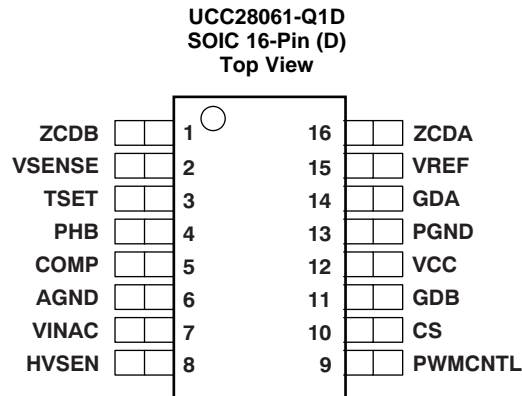 UCC28061-Q1D
SOIC 16-Pin (D)
Top View
ZCDB 1 16 ZCDA
VSENSE 2 15 VREF
TSET 3 14 GDA
PHB 4 13 PGND
COMP 5 12 VCC
AGND 6 11 GDB
VINAC 7 10 CS
HVSEN 8 9 PWMCNTL